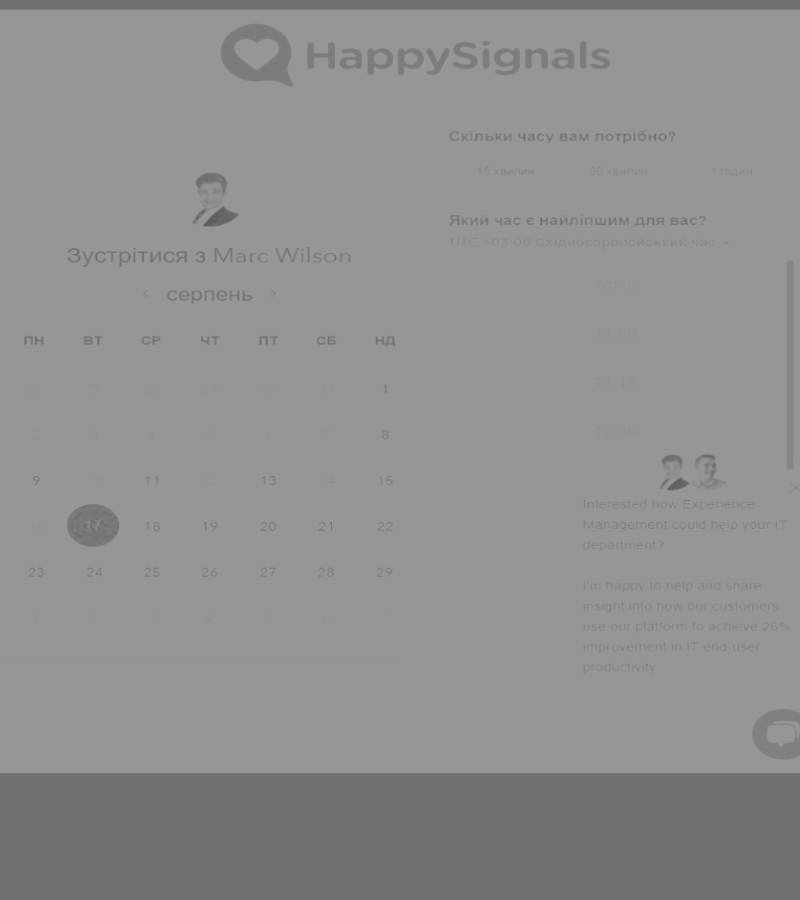 HappySignals
Зустрітися з Marc Wilson
< серпень >
ПН ВТ СР ЧТ ПТ СБ НД
1
8
9 11 13 15
17 18 19 20 21 22
23 24 25 26 27 28 29
Скільки часу вам потрібно?
15 хвилин 30 хвилин 1 годин
Який час є найліпшим для вас?
UTC +03:00 Східноєвропейський час
Interested how Experience
Management could help your IT
department?
I'm happy to help and share
insight into how our customers
use our platform to achieve 26%
improvement in IT end-user
productivity